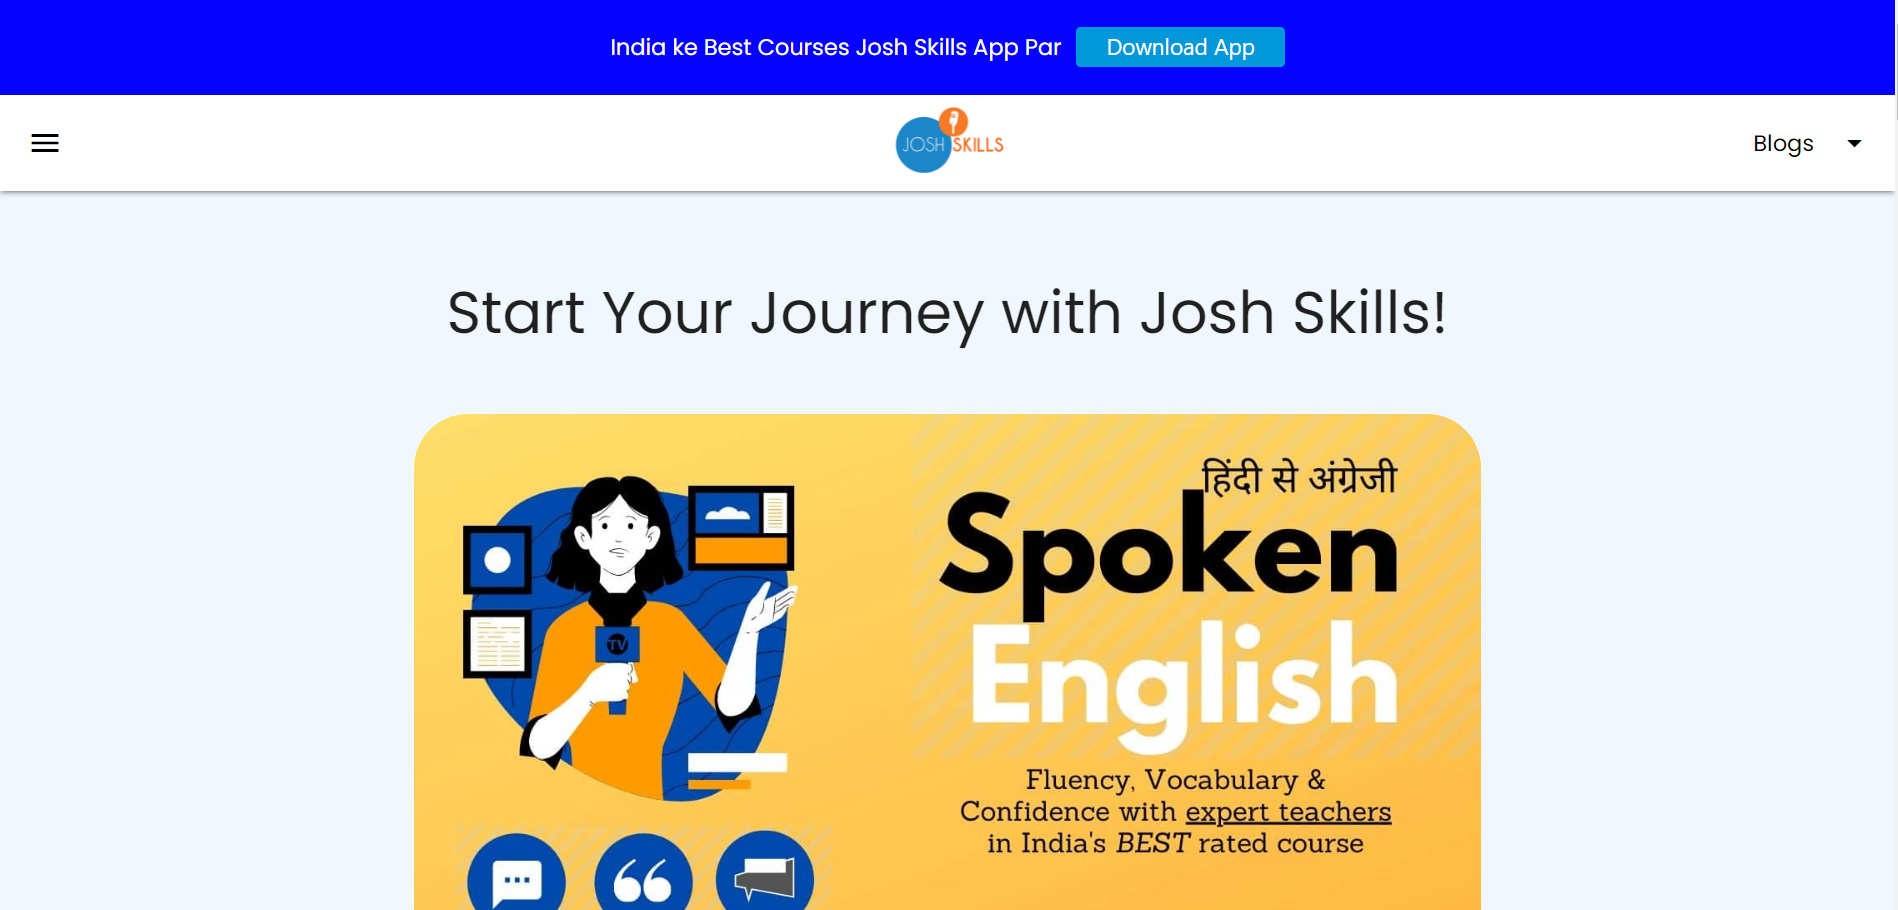 India ke Best Courses Josh Skills App Par Download App
JOSH SKILLS
Blogs
Start Your Journey with Josh Skills!
हिंदी से अंग्रेजी
Spoken
English
TV
Fluency, Vocabulary &
Confidence with expert teachers
in India's BEST rated course